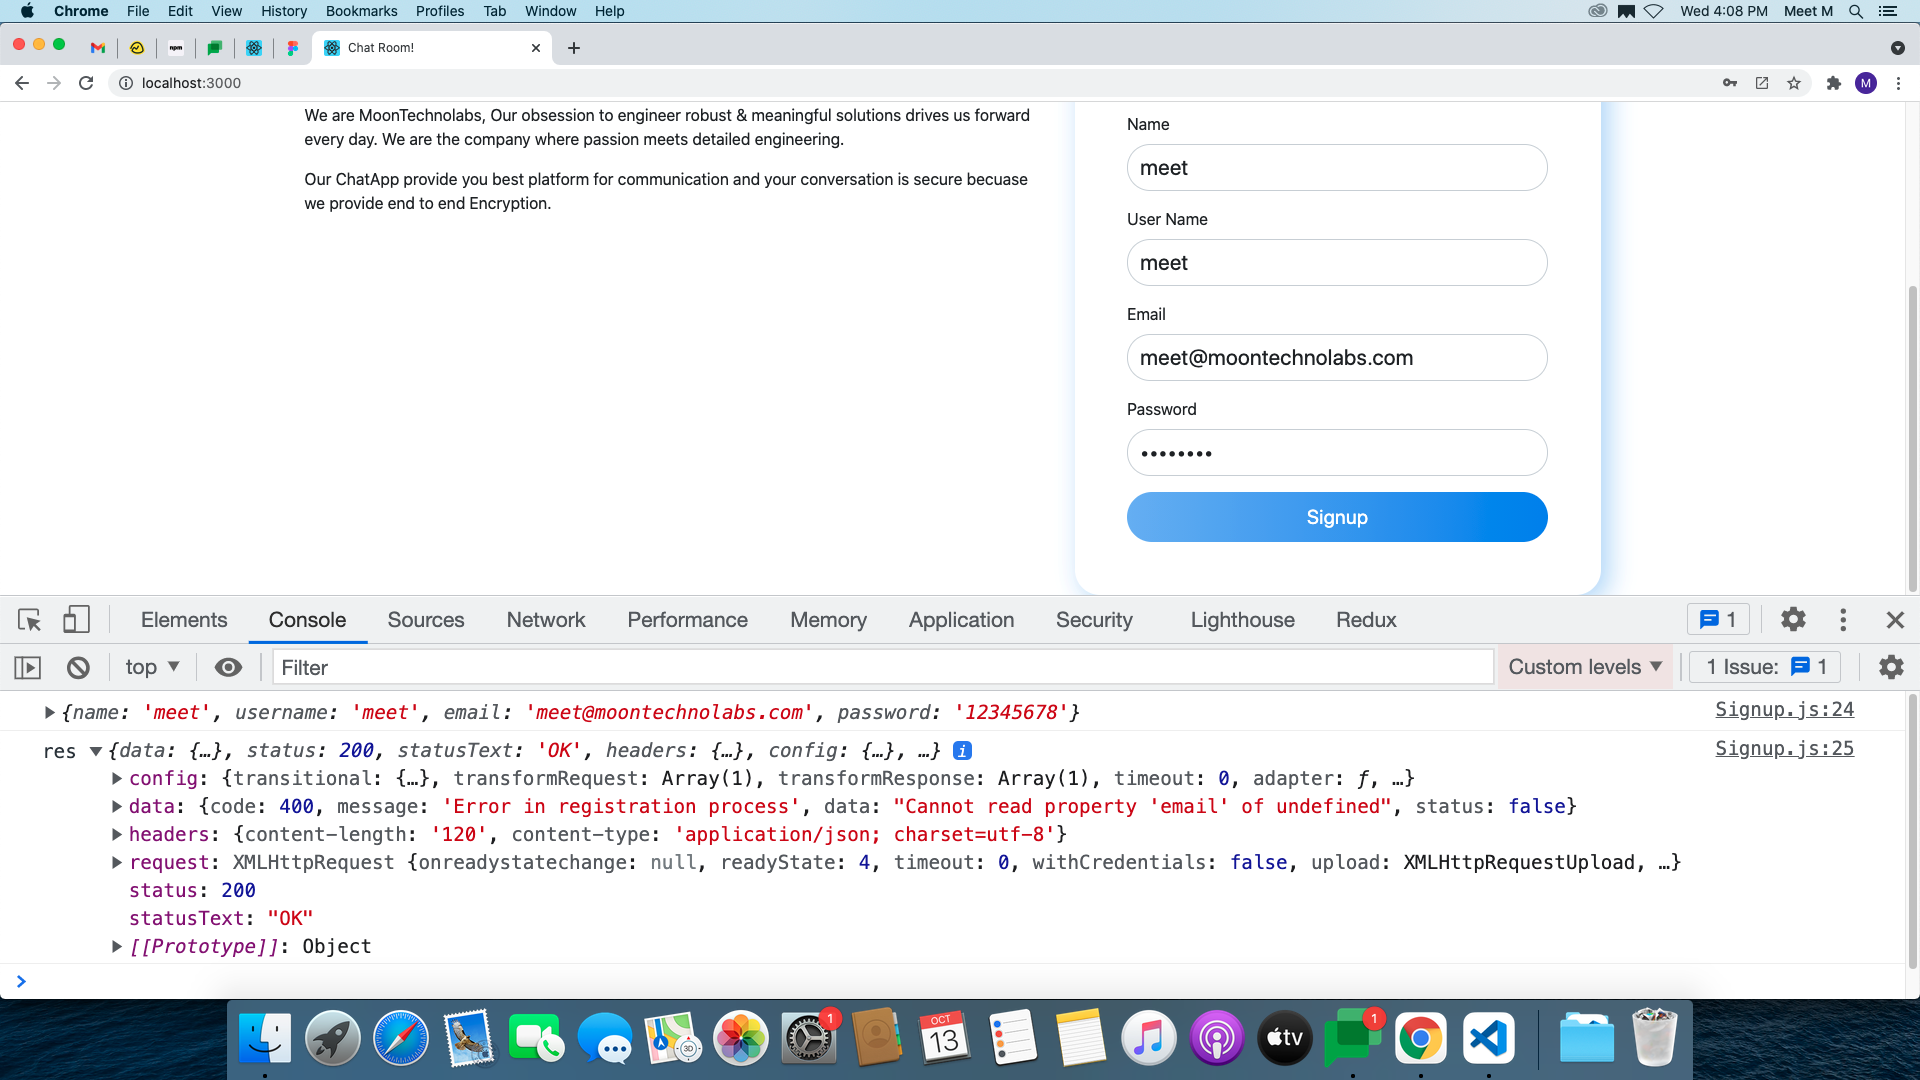 Chrome File Edit View History Bookmarks Profiles Tab Window Help Wed 4:08 PM Meet M
npm Chat Room!
localhost:3000 M
We are MoonTechnolabs, Our obsession to engineer robust & meaningful solutions drives us forward
every day. We are the company where passion meets detailed engineering.
Our ChatApp provide you best platform for communication and your conversation is secure becuase
we provide end to end Encryption.
Name
meet
User Name
meet
Email
meet@moontechnolabs.com
Password
••••••••
Signup
Elements Console Sources Network Performance Memory Application Security Lighthouse Redux 1
top Filter Custom levels 1 Issue: 1
{name: 'meet', username: 'meet', email: 'meet@moontechnolabs.com', password: '12345678'} Signup.js:24
res {data: {…}, status: 200, statusText: 'OK', headers: {…}, config: {…}, …} i Signup.js:25
config: {transitional: {…}, transformRequest: Array(1), transformResponse: Array(1), timeout: 0, adapter: ƒ, …}
data: {code: 400, message: 'Error in registration process', data: "Cannot read property 'email' of undefined", status: false}
headers: {content-length: '120', content-type: 'application/json; charset=utf-8'}
request: XMLHttpRequest {onreadystatechange: null, readyState: 4, timeout: 0, withCredentials: false, upload: XMLHttpRequestUpload, …}
status: 200
statusText: "OK"
[[Prototype]]: Object
3D 1 OCT 13 tv 1